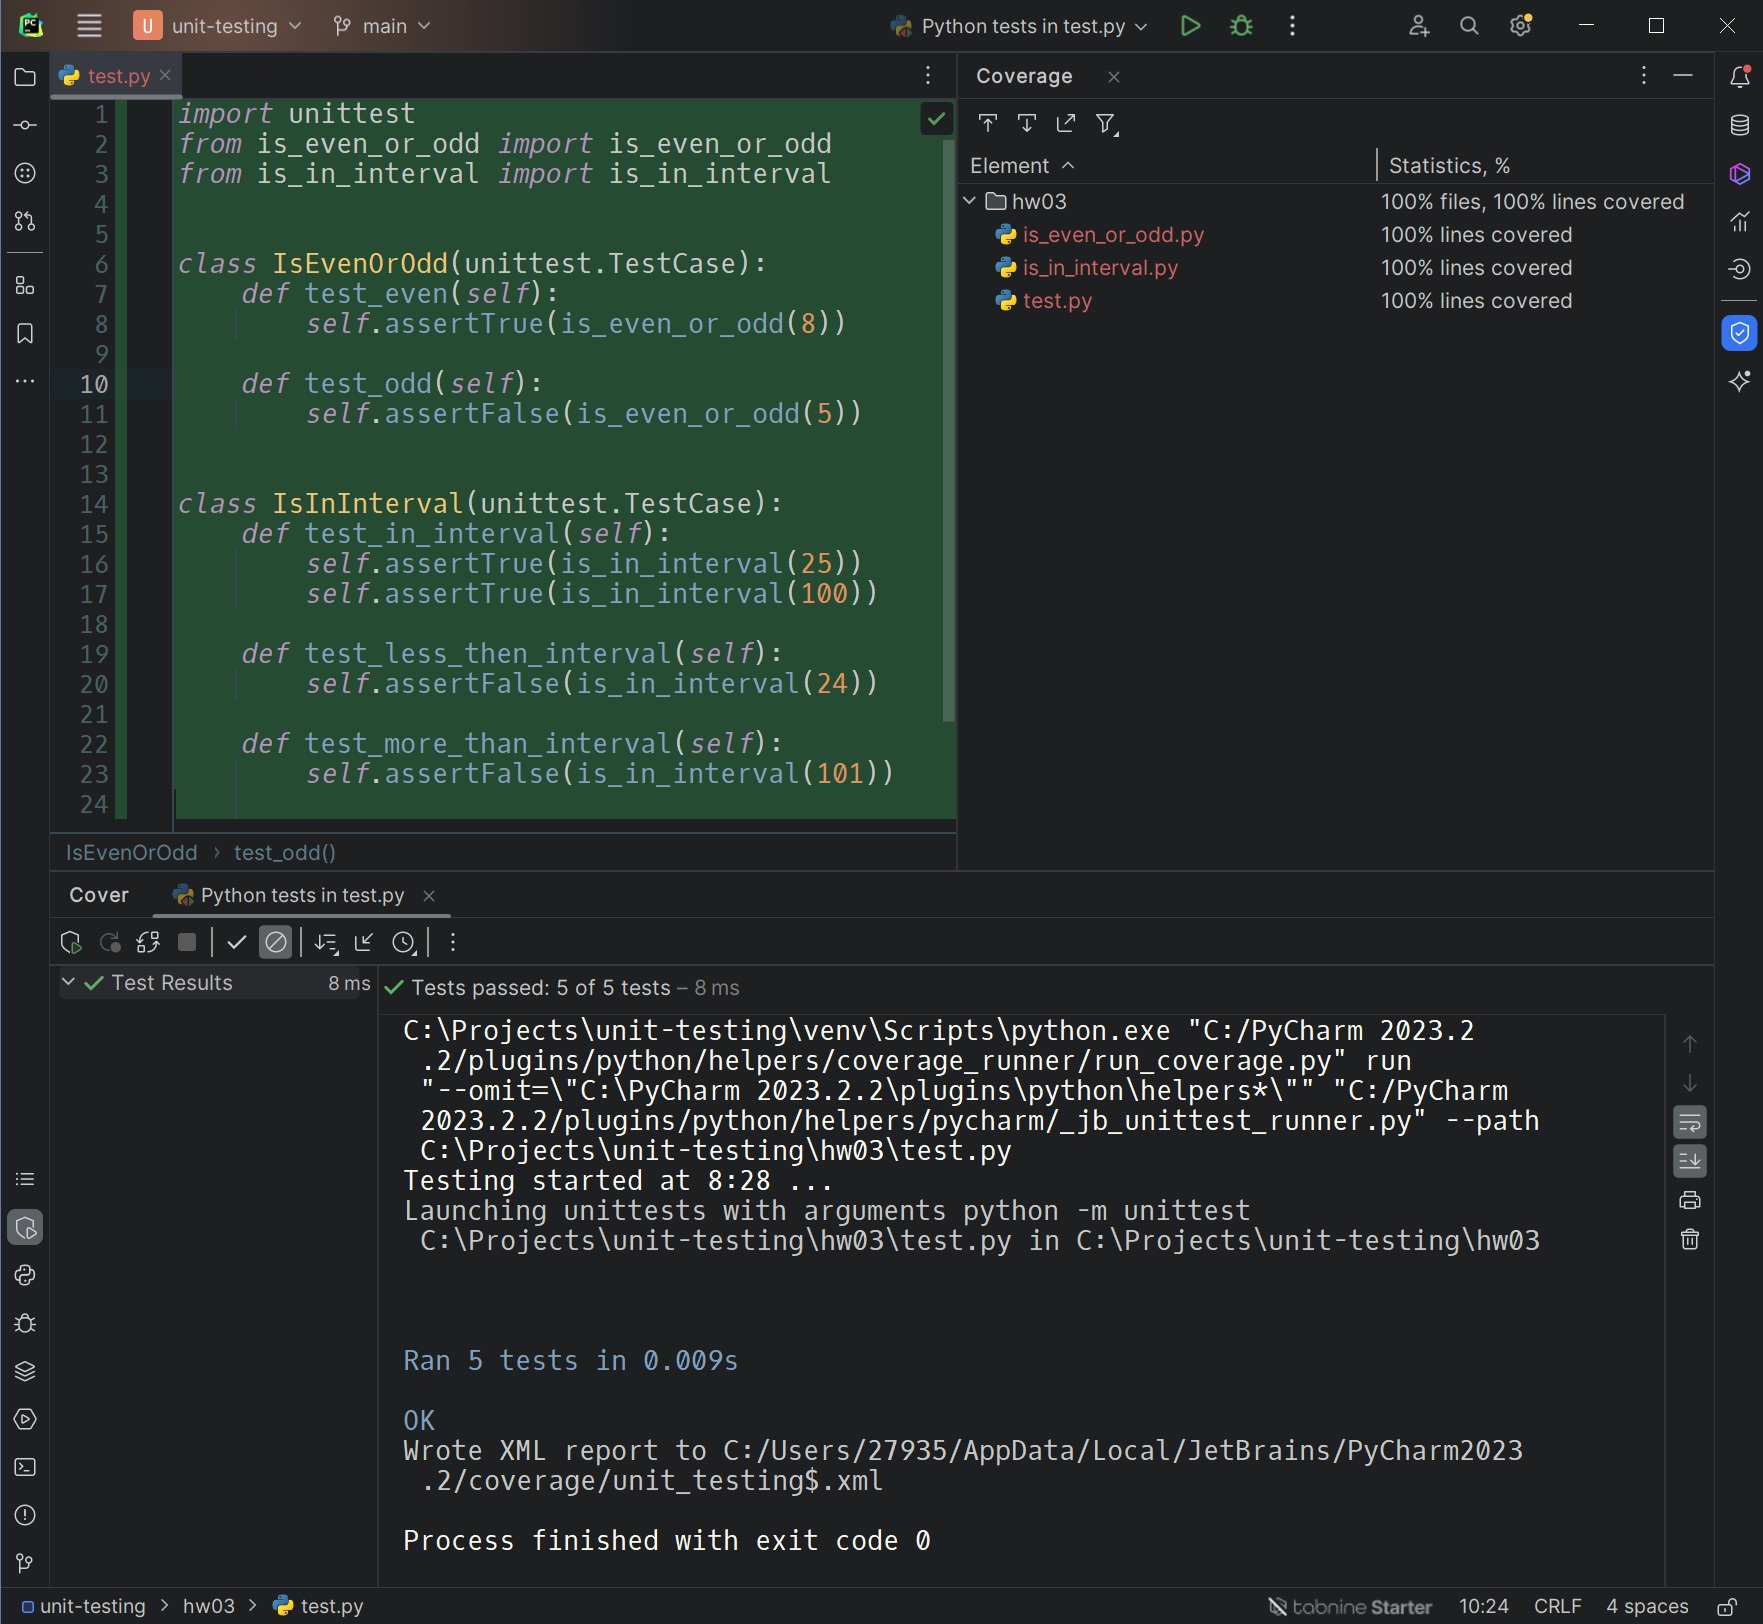 PC
U unit-testing main Python tests in test.py
test.py
Coverage
1 import unittest
2 from is_even_or_odd import is_even_or_odd
3 from is_in_interval import is_in_interval
4
5
6 class IsEvenOrOdd(unittest.TestCase):
7 def test_even(self):
8 self.assertTrue(is_even_or_odd(8))
9
10 def test_odd(self):
11 self.assertFalse(is_even_or_odd(5))
12
13
14 class IsInInterval(unittest.TestCase):
15 def test_in_interval(self):
16 self.assertTrue(is_in_interval(25))
17 self.assertTrue(is_in_interval(100))
18
19 def test_less_then_interval(self):
20 self.assertFalse(is_in_interval(24))
21
22 def test_more_than_interval(self):
23 self.assertFalse(is_in_interval(101))
24
IsEvenOrOdd › test_odd()
Element Statistics, %
hw03 100% files, 100% lines covered
is_even_or_odd.py 100% lines covered
is_in_interval.py 100% lines covered
test.py 100% lines covered
Cover Python tests in test.py
Test Results 8 ms
Tests passed: 5 of 5 tests – 8 ms
C:\Projects\unit-testing\venv\Scripts\python.exe "C:/PyCharm 2023.2
.2/plugins/python/helpers/coverage_runner/run_coverage.py" run
"--omit=\"C:\PyCharm 2023.2.2\plugins\python\helpers*\"" "C:/PyCharm
2023.2.2/plugins/python/helpers/pycharm/_jb_unittest_runner.py" --path
C:\Projects\unit-testing\hw03\test.py
Testing started at 8:28 ...
Launching unittests with arguments python -m unittest
C:\Projects\unit-testing\hw03\test.py in C:\Projects\unit-testing\hw03
Ran 5 tests in 0.009s
OK
Wrote XML report to C:/Users/27935/AppData/Local/JetBrains/PyCharm2023
.2/coverage/unit_testing$.xml
Process finished with exit code 0
unit-testing > hw03 > test.py
tabnine Starter 10:24 CRLF 4 spaces